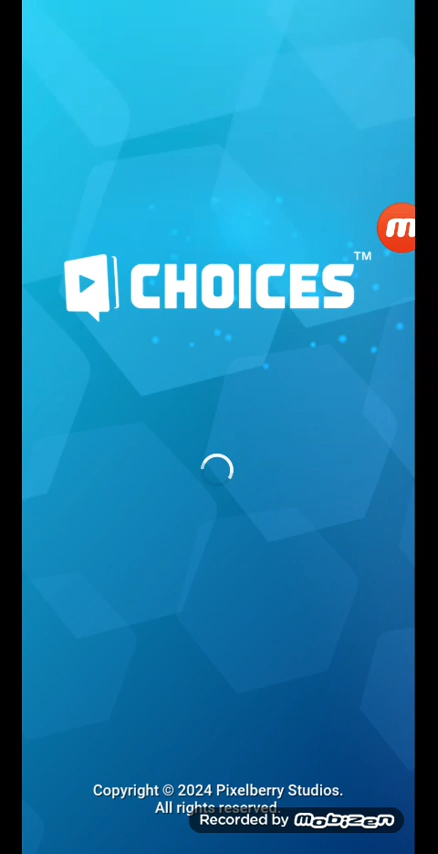 CHOICES™
Copyright © 2024 Pixelberry Studios.
All rights reserved.
Recorded by mobizen